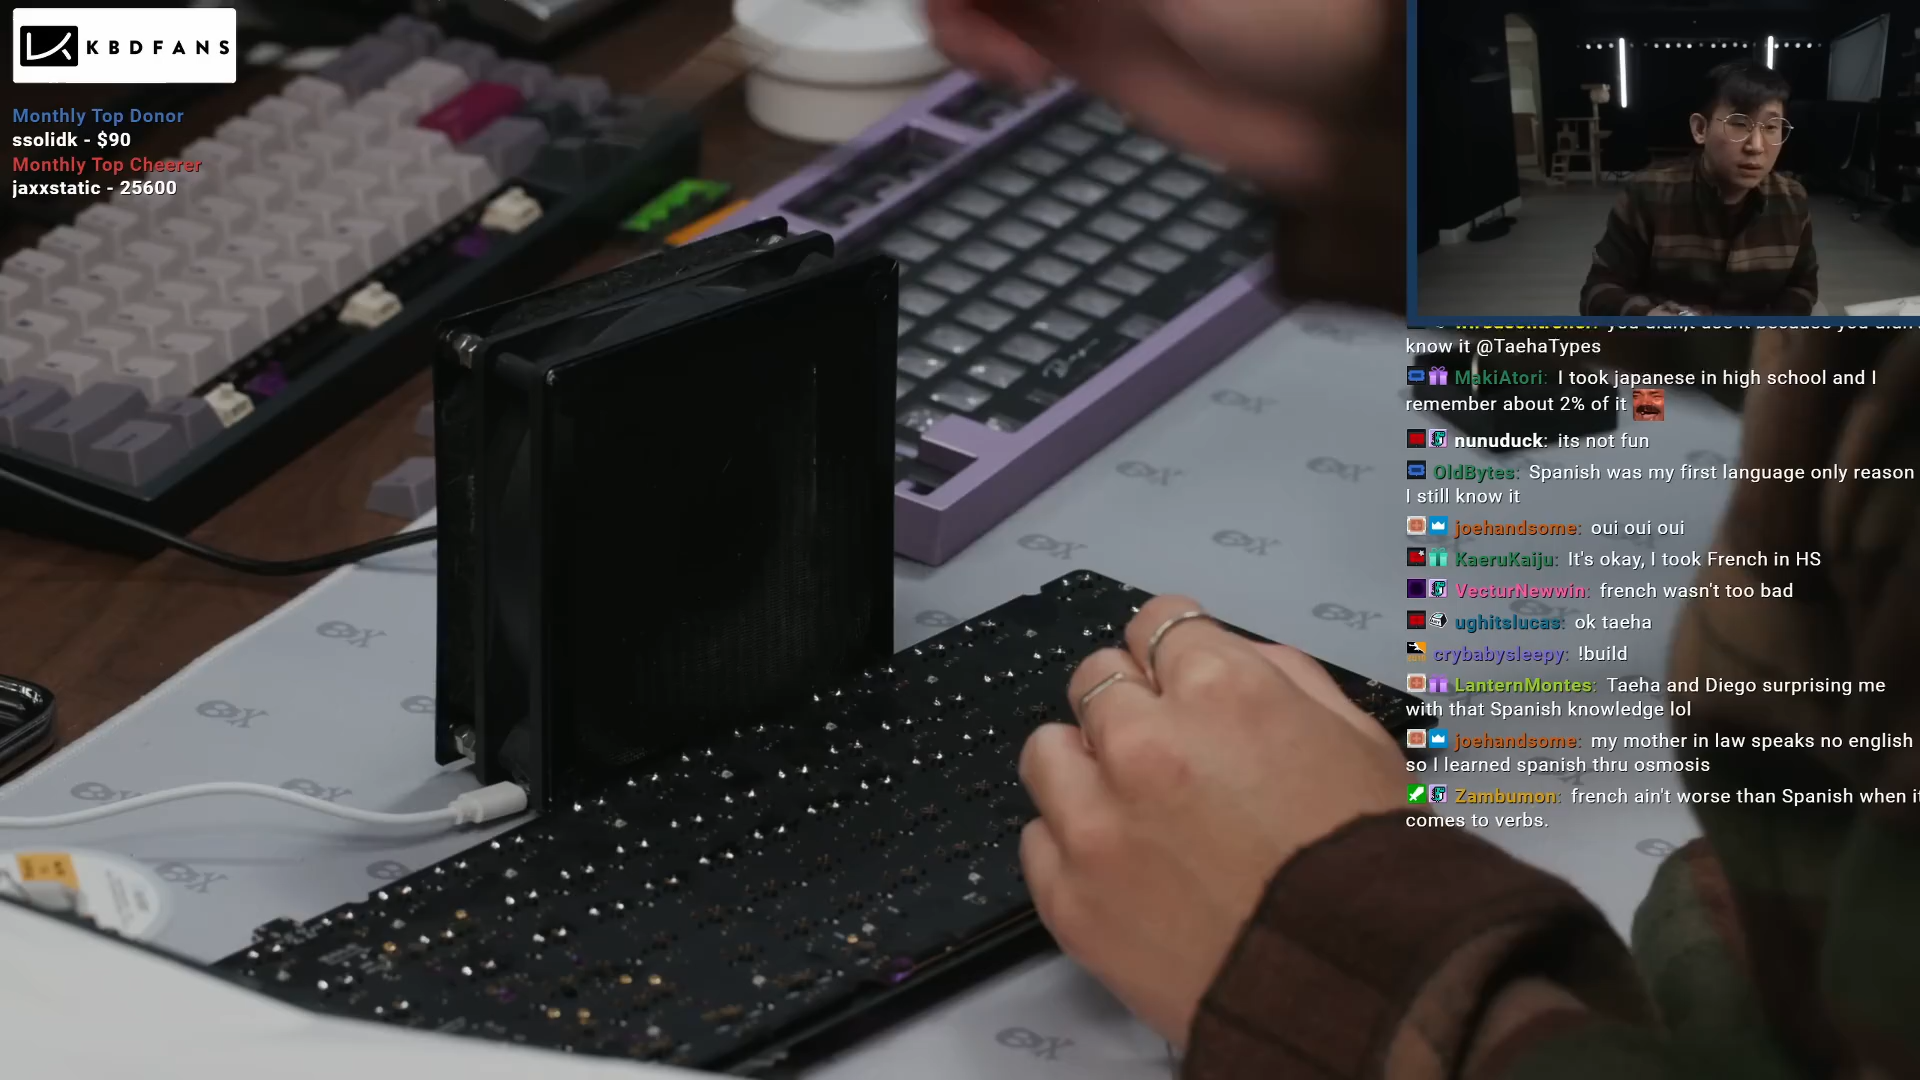 KBDFANS
Monthly Top Donor
ssolidk - $90
Monthly Top Cheerer
jaxxstatic - 25600
know it @TaehaTypes
MakiAtori: I took japanese in high school and I
remember about 2% of it
nunuduck: its not fun
OldBytes: Spanish was my first language only reason
I still know it
joehandsome: oui oui oui
KaeruKaiju: It's okay, I took French in HS
VecturNewwin: french wasn't too bad
ughitslucas: ok taeha
crybabysleepy: !build
LanternMontes: Taeha and Diego surprising me
with that Spanish knowledge lol
joehandsome: my mother in law speaks no english
so I learned spanish thru osmosis
Zambumon: french ain't worse than Spanish when it
comes to verbs.